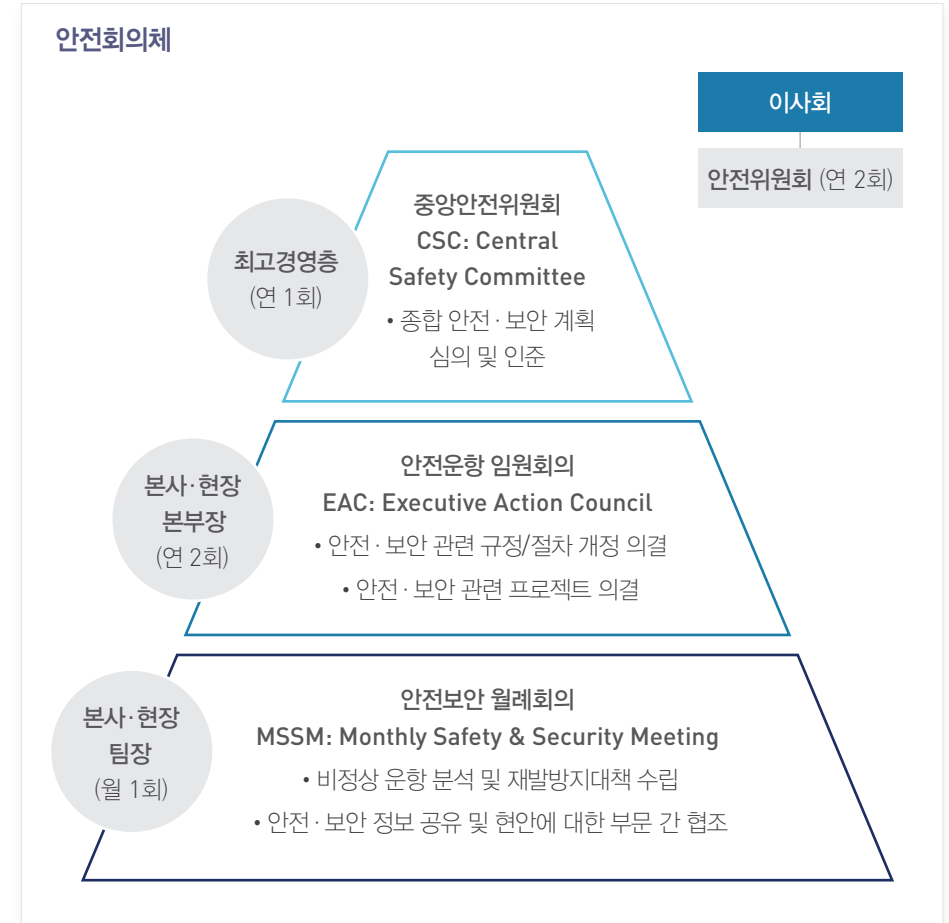 안전회의체
이사회
안전위원회 (연 2회)
최고경영층
(연 1회)
중앙안전위원회
CSC: Central
Safety Committee
• 종합 안전 · 보안 계획
심의 및 인준
본사·현장
본부장
(연 2회)
안전운항 임원회의
EAC: Executive Action Council
• 안전 · 보안 관련 규정/절차 개정 의결
• 안전 · 보안 관련 프로젝트 의결
본사·현장
팀장
(월 1회)
안전보안 월례회의
MSSM: Monthly Safety & Security Meeting
• 비정상 운항 분석 및 재발방지대책 수립
• 안전 · 보안 정보 공유 및 현안에 대한 부문 간 협조